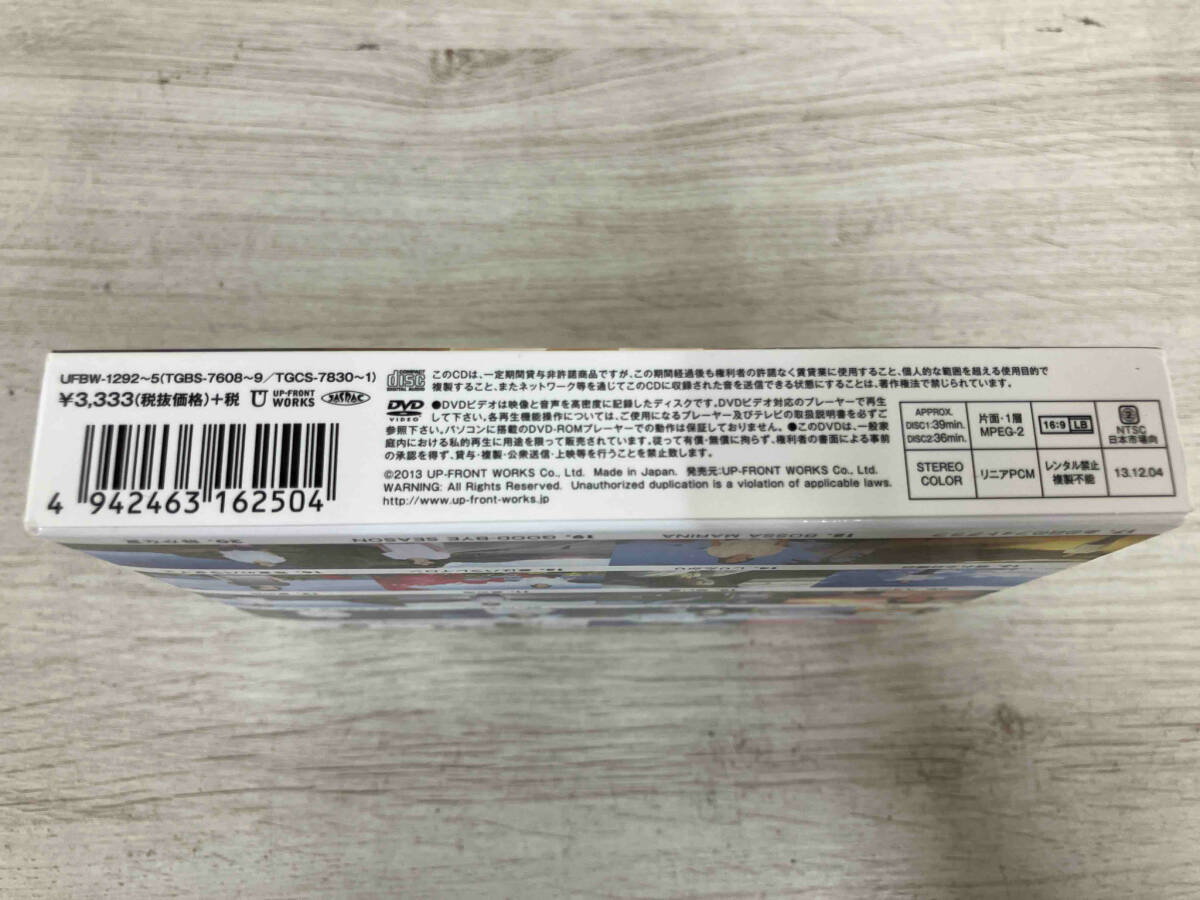 UFBW-1292~5(TGBS-7608~9/TGCS-7830~1)
¥3,333(税抜価格)+税 UP-FRONT WORKS JASRAC
4 942463 162504
COMPACT disc DIGITAL AUDIO
このCDは、一定期間貸与非許諾商品ですが、この期間経過後も権利者の許諾なく賃貸業に使用すること、個人的な範囲を超える使用目的で
複製すること、またネットワーク等を通じてこのCDに収録された音を送信できる状態にすることは、著作権法で禁じられています。
DVD VIDEO
●DVDビデオは映像と音声を高密度に記録したディスクです。DVDビデオ対応のプレーヤーで再生
して下さい。各再生機能操作については、ご使用になるプレーヤー及びテレビの取扱説明書を必ずご
参照下さい。パソコンに搭載のDVD-ROMプレーヤーでの動作は保証しておりません。●このDVDは、一般家
庭内における私的再生に用途を限って販売されています。従って有償・無償に拘らず、権利者の書面による事前
の承認を得ず、貸与・複製・公衆送信・上映等を行うことを禁止致します。
©2013 UP-FRONT WORKS Co., Ltd. Made in Japan. 発売元:UP-FRONT WORKS Co., Ltd.
WARNING: All Rights Reserved. Unauthorized duplication is a violation of applicable laws.
http://www.up-front-works.jp
APPROX.
DISC1:39min.
DISC2:36min.
片面・1層
MPEG-2
16:9 LB
2
NTSC
日本市場向
STEREO
COLOR
リニアPCM
レンタル禁止
複製不能
13.12.04
19. GOOD-BYE SEASON
18. BOSSA MARINA